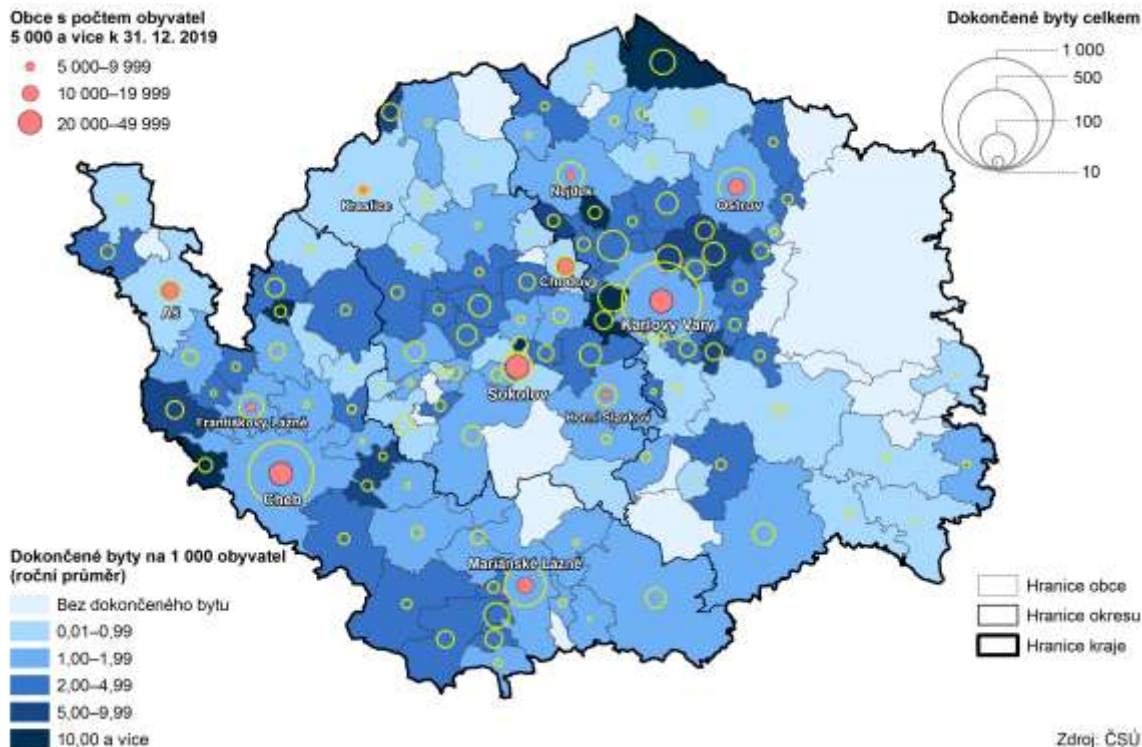 Obce s počtem obyvatel
5 000 a více k 31. 12. 2019
5 000–9 999
10 000–19 999
20 000–49 999
Dokončené byty celkem
1 000
500
100
10
Nejdek
Ostrov
Kraslice
Chodov
Aš
Karlovy Vary
Sokolov
Horní Slavkov
Františkovy Lázně
Cheb
Mariánské Lázně
Dokončené byty na 1 000 obyvatel
(roční průměr)
Bez dokončeného bytu
0,01–0,99
1,00–1,99
2,00–4,99
5,00–9,99
10,00 a více
Hranice obce
Hranice okresu
Hranice kraje
Zdroj: ČSÚ